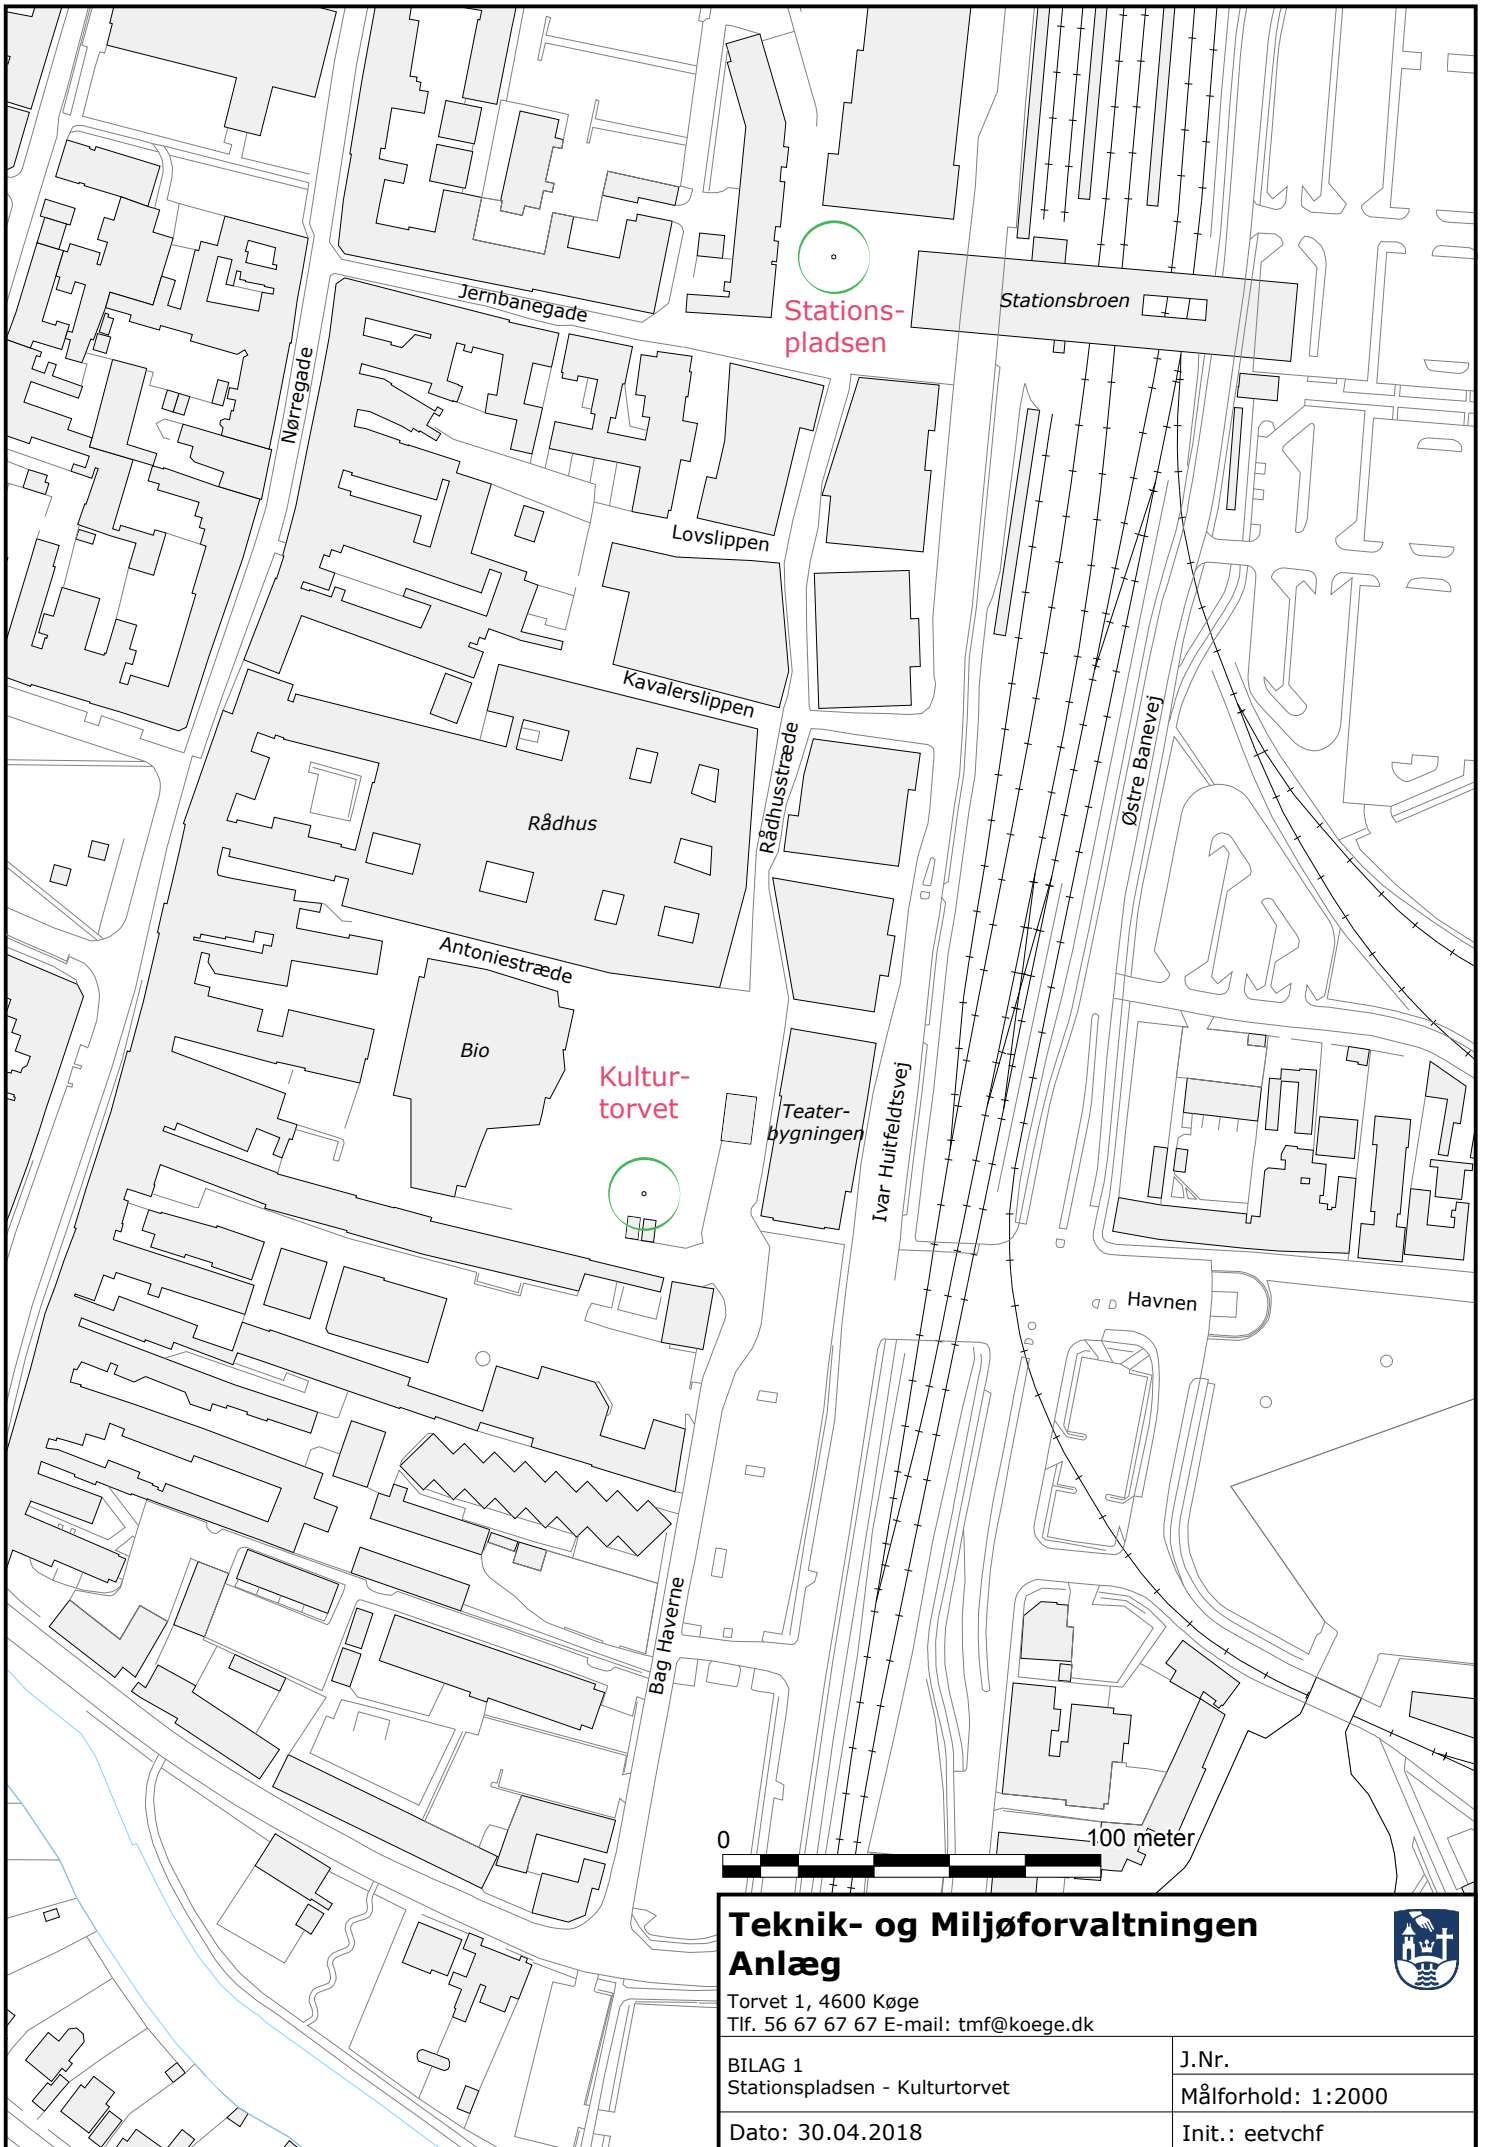 Jernbanegade
Stations-
pladsen
Stationsbroen
Nørregade
Lovslippen
Kavalerslippen
Rådhusstræde
Østre Banevej
Rådhus
Antoniestræde
Bio
Kultur-
torvet
Teater-
bygningen
Ivar Huitfeldtsvej
Havnen
Bag Haverne
0
100 meter
Teknik- og Miljøforvaltningen
Anlæg
Torvet 1, 4600 Køge
Tlf. 56 67 67 67 E-mail: tmf@koege.dk
BILAG 1
Stationspladsen - Kulturtorvet
J.Nr.
Målforhold: 1:2000
Dato: 30.04.2018
Init.: eetvchf